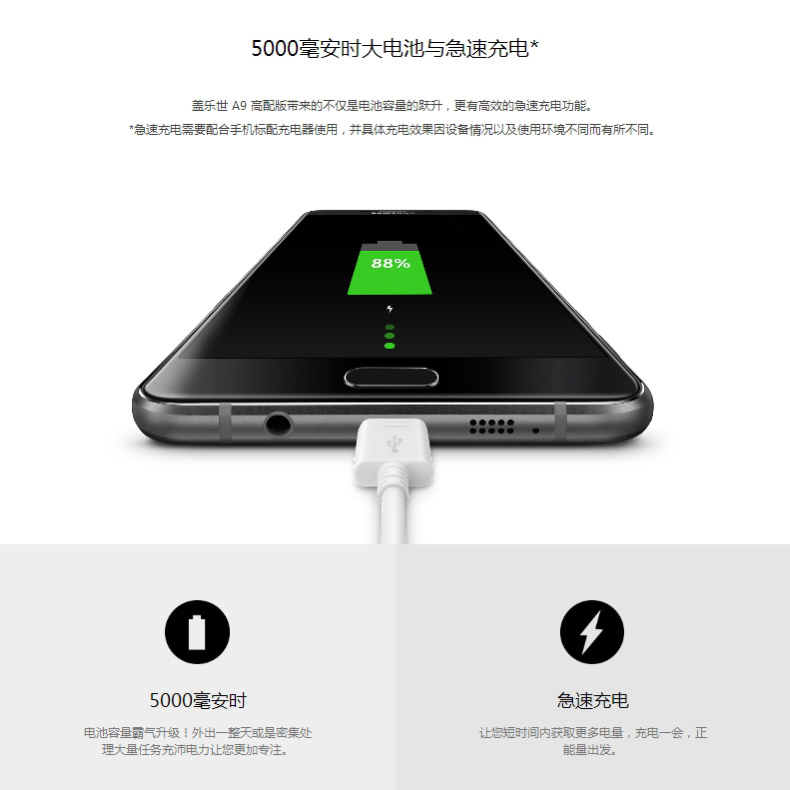 5000毫安时大电池与急速充电*
盖乐世 A9 高配版带来的不仅是电池容量的跃升，更有高效的急速充电功能。
*急速充电需要配合手机标配充电器使用，并具体充电效果因设备情况以及使用环境不同而有所不同。
88%
5000毫安时
电池容量霸气升级！外出一整天或是密集处
理大量任务充沛电力让您更加专注。
急速充电
让您短时间内获取更多电量，充电一会，正
能量出发。